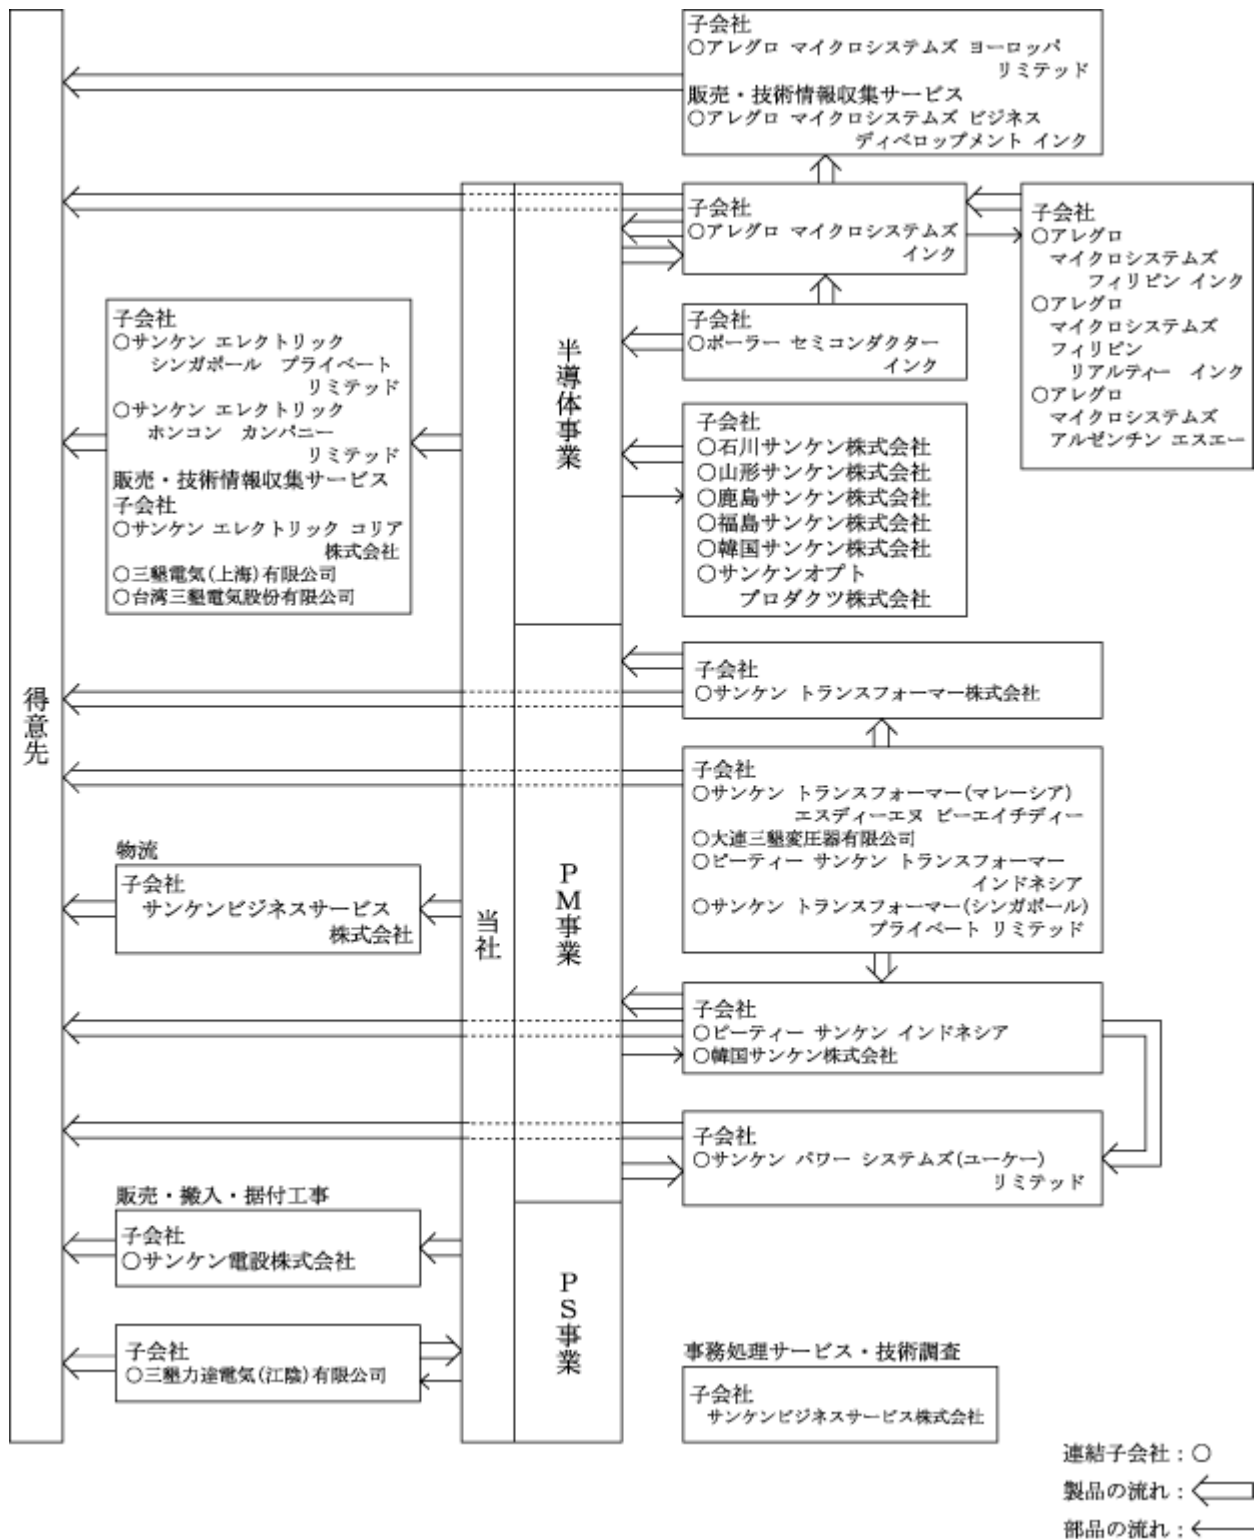 子会社
○アレグロ マイクロシステムズ ヨーロッパ
リミテッド
販売・技術情報収集サービス
○アレグロ マイクロシステムズ ビジネス
ディベロップメント インク
子会社
○アレグロ マイクロシステムズ
インク
子会社
○アレグロ
マイクロシステムズ
フィリピン インク
○アレグロ
マイクロシステムズ
フィリピン
リアルティー インク
○アレグロ
マイクロシステムズ
アルゼンチン エスエー
子会社
○ポーラー セミコンダクター
インク
子会社
○サンケン エレクトリック
シンガポール プライベート
リミテッド
○サンケン エレクトリック
ホンコン カンパニー
リミテッド
販売・技術情報収集サービス
子会社
○サンケン エレクトリック コリア
株式会社
○三墾電気(上海)有限公司
○台湾三墾電気股份有限公司
半導体事業
子会社
○石川サンケン株式会社
○山形サンケン株式会社
○鹿島サンケン株式会社
○福島サンケン株式会社
○韓国サンケン株式会社
○サンケンオプト
プロダクツ株式会社
得意先
子会社
○サンケン トランスフォーマー株式会社
子会社
○サンケン トランスフォーマー(マレーシア)
エスディーエヌ ビーエイチディー
○大連三墾変圧器有限公司
○ピーティー サンケン トランスフォーマー
インドネシア
○サンケン トランスフォーマー(シンガポール)
プライベート リミテッド
物流
子会社
サンケンビジネスサービス
株式会社
当社
PM事業
子会社
○ピーティー サンケン インドネシア
○韓国サンケン株式会社
子会社
○サンケン パワー システムズ(ユーケー)
リミテッド
販売・搬入・据付工事
子会社
○サンケン電設株式会社
PS事業
子会社
○三墾力達電気(江陰)有限公司
事務処理サービス・技術調査
子会社
サンケンビジネスサービス株式会社
連結子会社:○
製品の流れ:
部品の流れ: